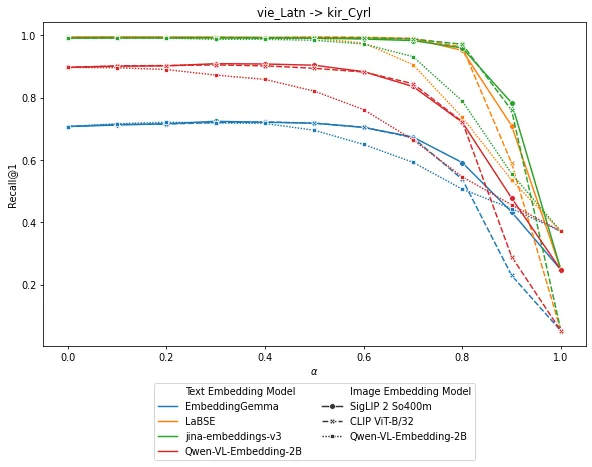 vie_Latn -> kir_Cyrl
Recall@1
1.0
0.8
0.6
0.4
0.2
0.0 0.2 0.4 0.6 0.8 1.0
α
Text Embedding Model Image Embedding Model
EmbeddingGemma SigLIP 2 So400m
LaBSE CLIP ViT-B/32
jina-embeddings-v3 Qwen-VL-Embedding-2B
Qwen-VL-Embedding-2B